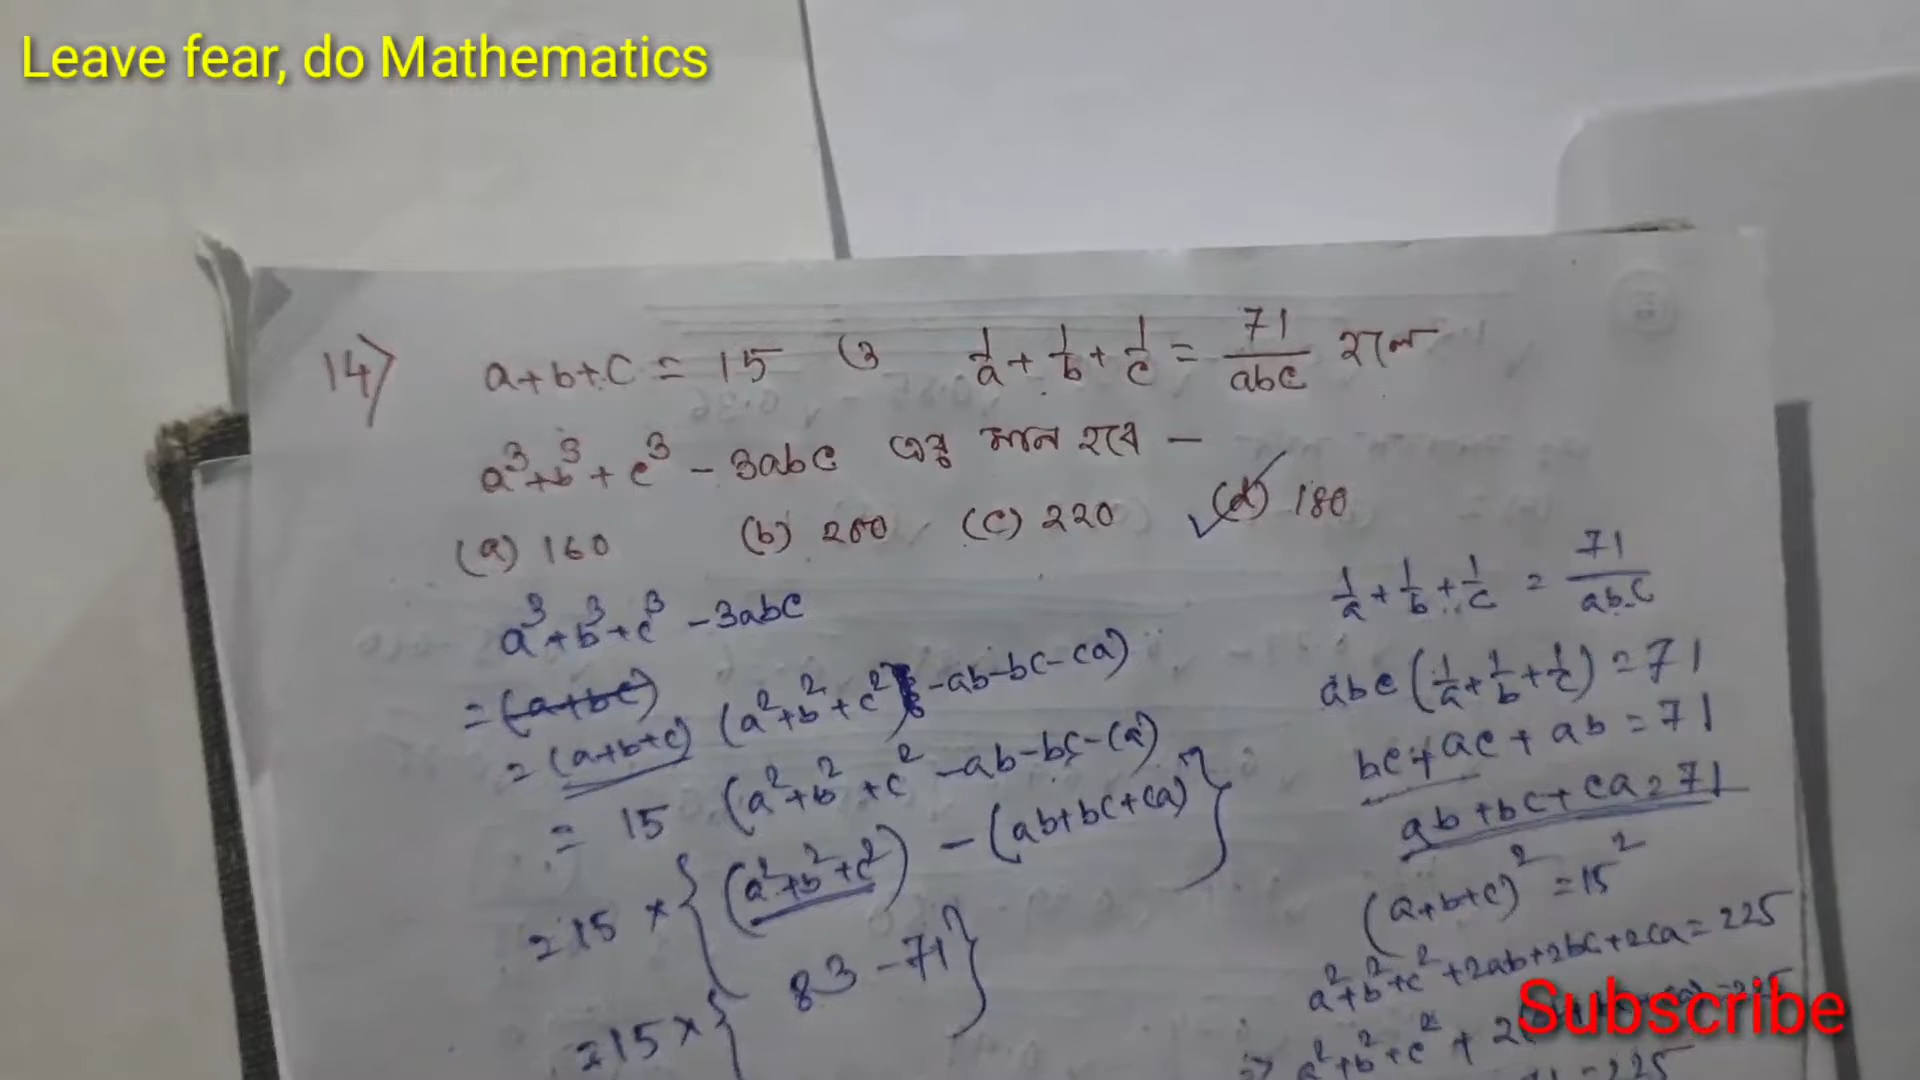 Leave fear, do Mathematics
14) a+b+c = 15 ও 1/a + 1/b + 1/c = 71/abc হলে
a³+b³+c³ - 3abc এর মান হবে —
(a) 160 (b) 200 (c) 220 (d) 180
a³+b³+c³ - 3abc
= (a+bc)
= (a+b+c) (a²+b²+c² -ab-bc-ca)
= 15 (a²+b²+c² -ab-bc-ca)
= 15 × {(a²+b²+c²) - (ab+bc+ca)}
= 15 × { 83 - 71 }
1/a + 1/b + 1/c = 71/abc
abc (1/a + 1/b + 1/c) = 71
bc + ac + ab = 71
ab + bc + ca = 71
(a+b+c)² = 15²
a²+b²+c²+2ab+2bc+2ca = 225
⇒ a²+b²+c² + 2(
Subscribe